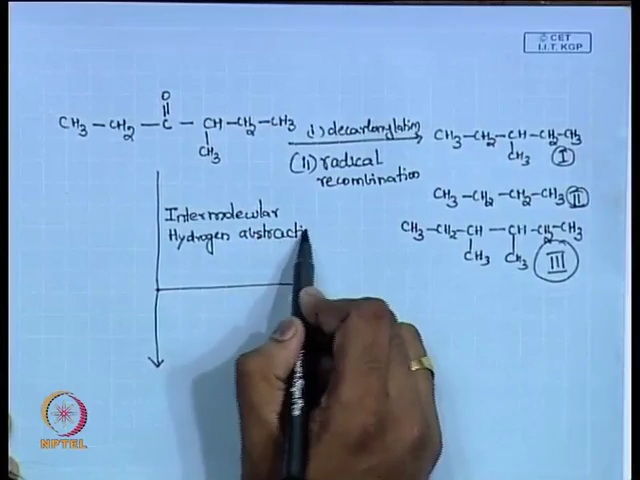 © CET
I.I.T. KGP
O
||
CH3 — CH2 — C — CH — CH2 — CH3
|
CH3
(i) decarbonylation
(ii) radical
recombination
CH3 — CH2 — CH — CH2 — CH3
|
CH3
I
CH3 — CH2 — CH2 — CH3 II
CH3 — CH2 — CH — CH — CH2 — CH3
| |
CH3 CH3
III
Intermolecular
Hydrogen abstracti
NPTEL